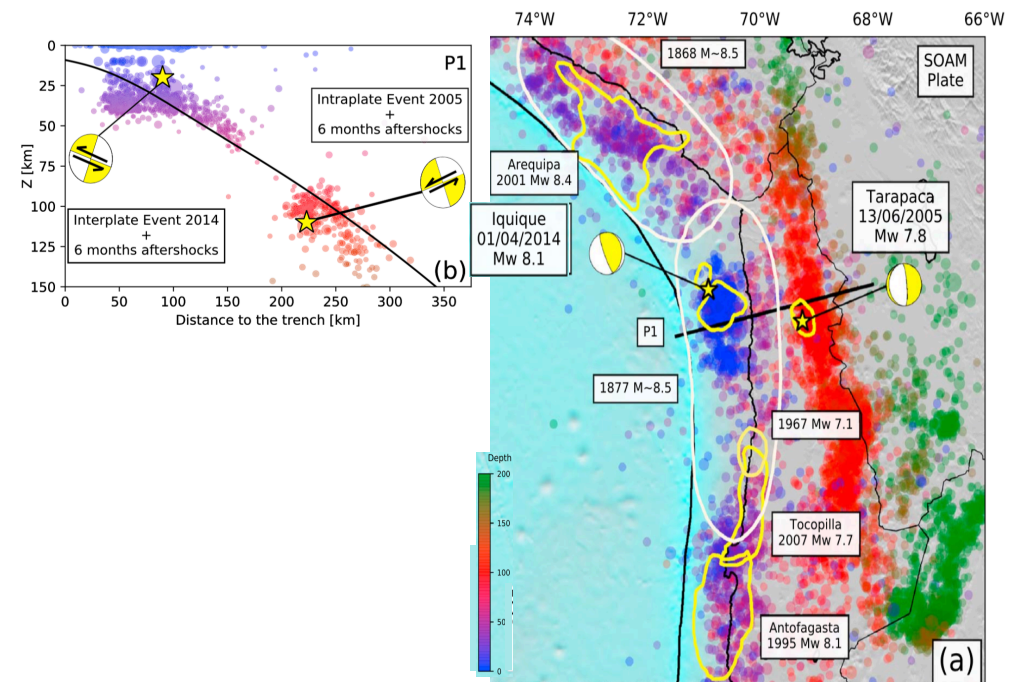 74°W 72°W 70°W 68°W 66°W
P1
0
25
50
75
100
125
150
Z [km]
Intraplate Event 2005
+
6 months aftershocks
Interplate Event 2014
+
6 months aftershocks
(b)
0 50 100 150 200 250 300 350
Distance to the trench [km]
1868 M~8.5
SOAM
Plate
Arequipa
2001 Mw 8.4
Iquique
01/04/2014
Mw 8.1
Tarapaca
13/06/2005
Mw 7.8
P1
1877 M~8.5
1967 Mw 7.1
Tocopilla
2007 Mw 7.7
Antofagasta
1995 Mw 8.1
Depth
200
150
100
50
0
(a)